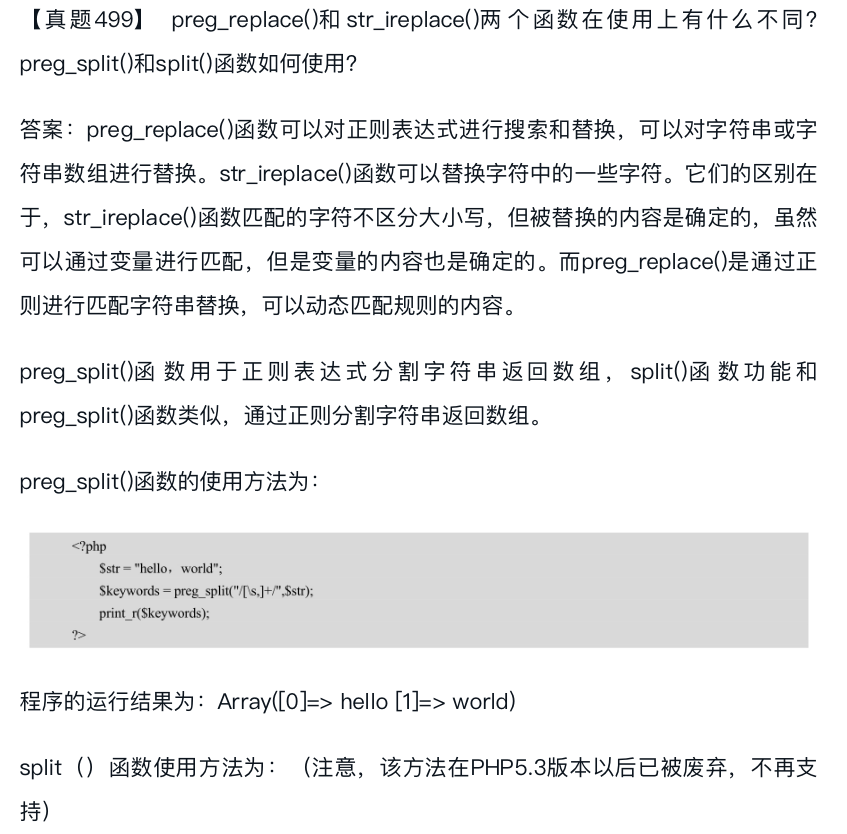 【真题499】 preg_replace()和 str_ireplace()两个函数在使用上有什么不同?
preg_split()和split()函数如何使用?
答案：preg_replace()函数可以对正则表达式进行搜索和替换，可以对字符串或字
符串数组进行替换。str_ireplace()函数可以替换字符中的一些字符。它们的区别在
于，str_ireplace()函数匹配的字符不区分大小写，但被替换的内容是确定的，虽然
可以通过变量进行匹配，但是变量的内容也是确定的。而preg_replace()是通过正
则进行匹配字符串替换，可以动态匹配规则的内容。
preg_split()函数用于正则表达式分割字符串返回数组，split()函数功能和
preg_split()函数类似，通过正则分割字符串返回数组。
preg_split()函数的使用方法为：
<?php
$str = "hello，world";
$keywords = preg_split("/[\s,]+/",$str);
print_r($keywords);
?>
程序的运行结果为：Array([0]=> hello [1]=> world)
split（）函数使用方法为：（注意，该方法在PHP5.3版本以后已被废弃，不再支
持）